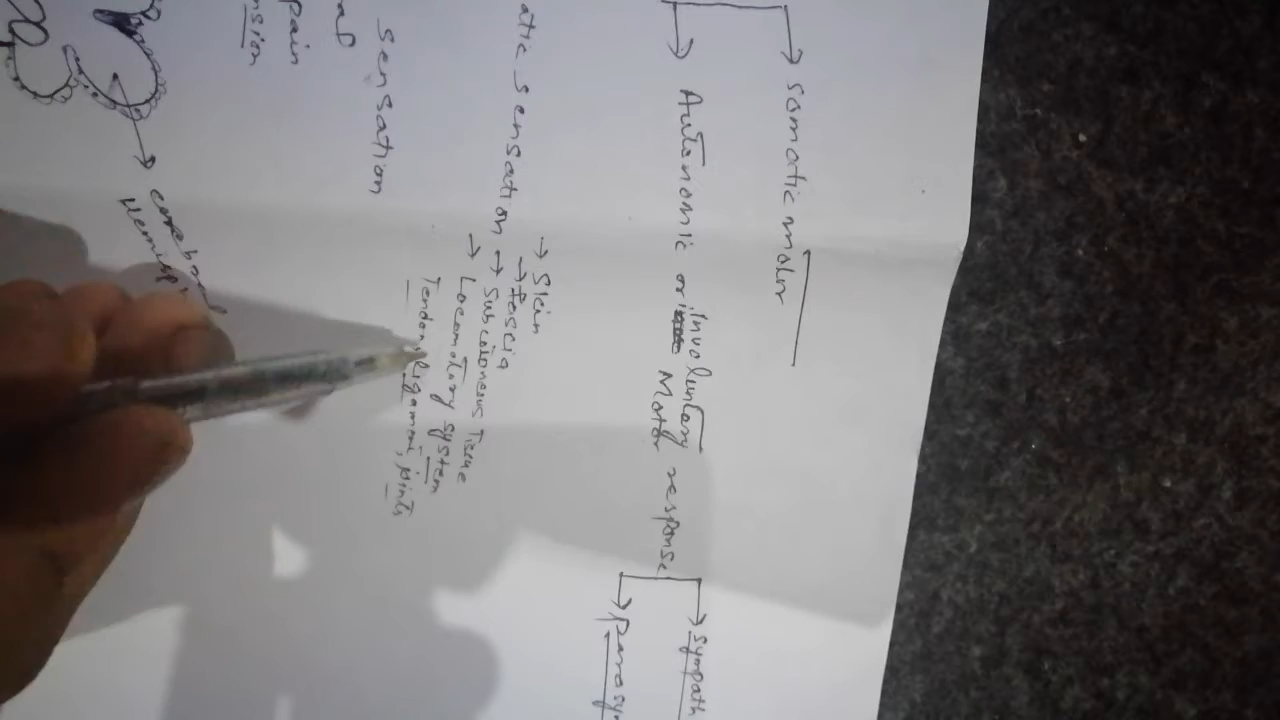 somatic motor
Autonomic or Involuntary
Motor response
sympath
parasym
atic sensation
→ Skin
→ fascia
→ Subcutaneous Tissue
→ Locomotory system
Tendon, ligament, joints
sensation
pain
nsion
cerebral
Hemisp